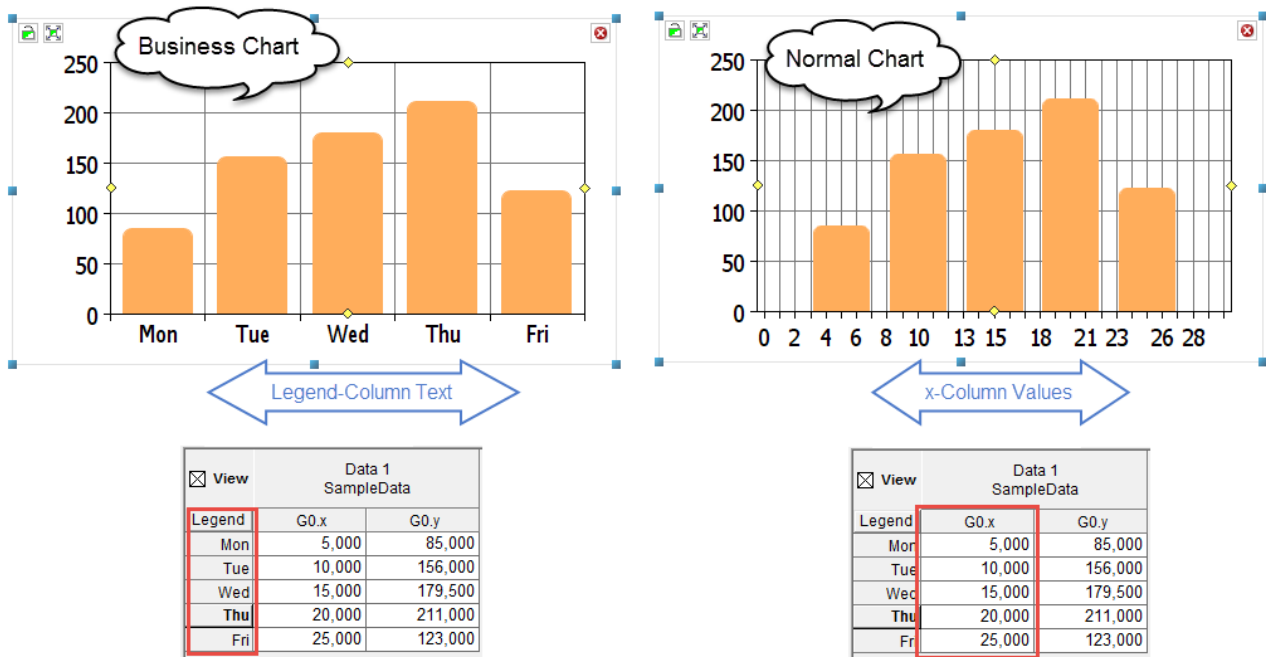 Business Chart
250
200
150
100
50
0
Mon Tue Wed Thu Fri
Legend-Column Text
View Data 1
SampleData
Legend G0.x G0.y
Mon 5,000 85,000
Tue 10,000 156,000
Wed 15,000 179,500
Thu 20,000 211,000
Fri 25,000 123,000
Normal Chart
250
200
150
100
50
0
0 2 4 6 8 10 13 15 18 21 23 26 28
x-Column Values
View Data 1
SampleData
Legend G0.x G0.y
Mon 5,000 85,000
Tue 10,000 156,000
Wed 15,000 179,500
Thu 20,000 211,000
Fr 25,000 123,000